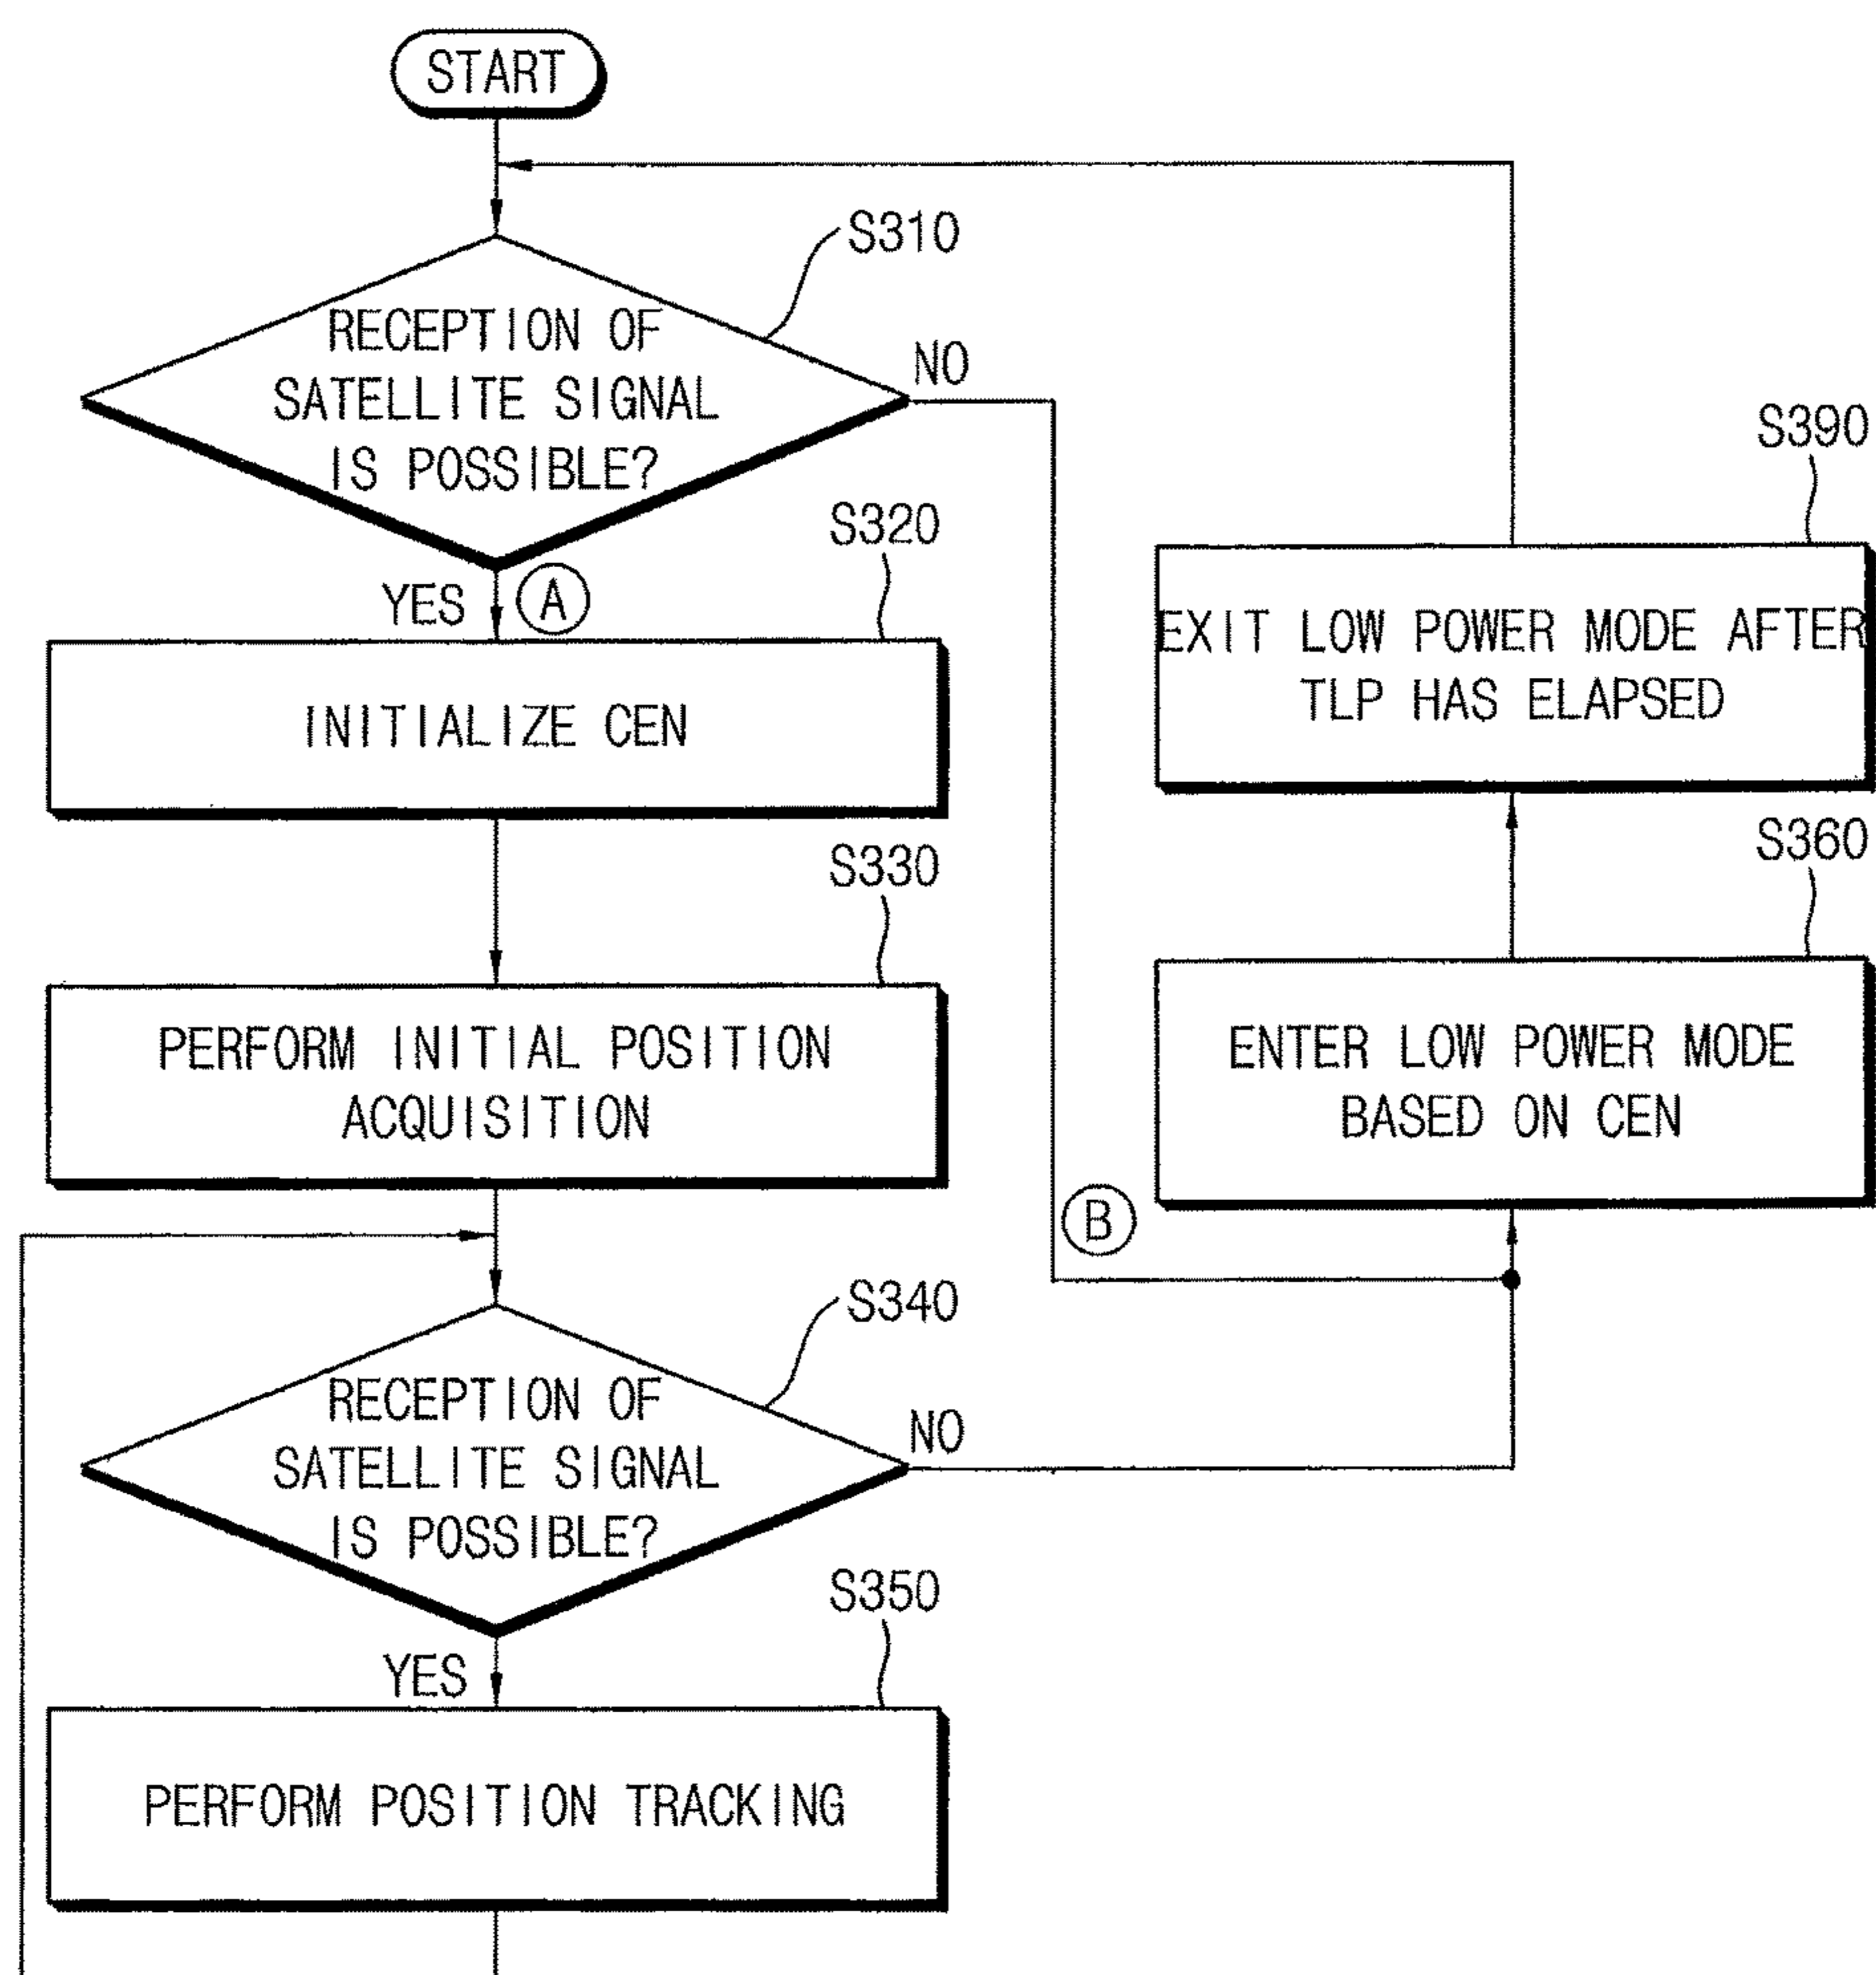 START
S310
RECEPTION OF
SATELLITE SIGNAL
IS POSSIBLE?
NO
YES
A
S320
INITIALIZE CEN
S330
PERFORM INITIAL POSITION
ACQUISITION
S340
RECEPTION OF
SATELLITE SIGNAL
IS POSSIBLE?
NO
YES
S350
PERFORM POSITION TRACKING
B
S360
ENTER LOW POWER MODE
BASED ON CEN
S390
EXIT LOW POWER MODE AFTER
TLP HAS ELAPSED